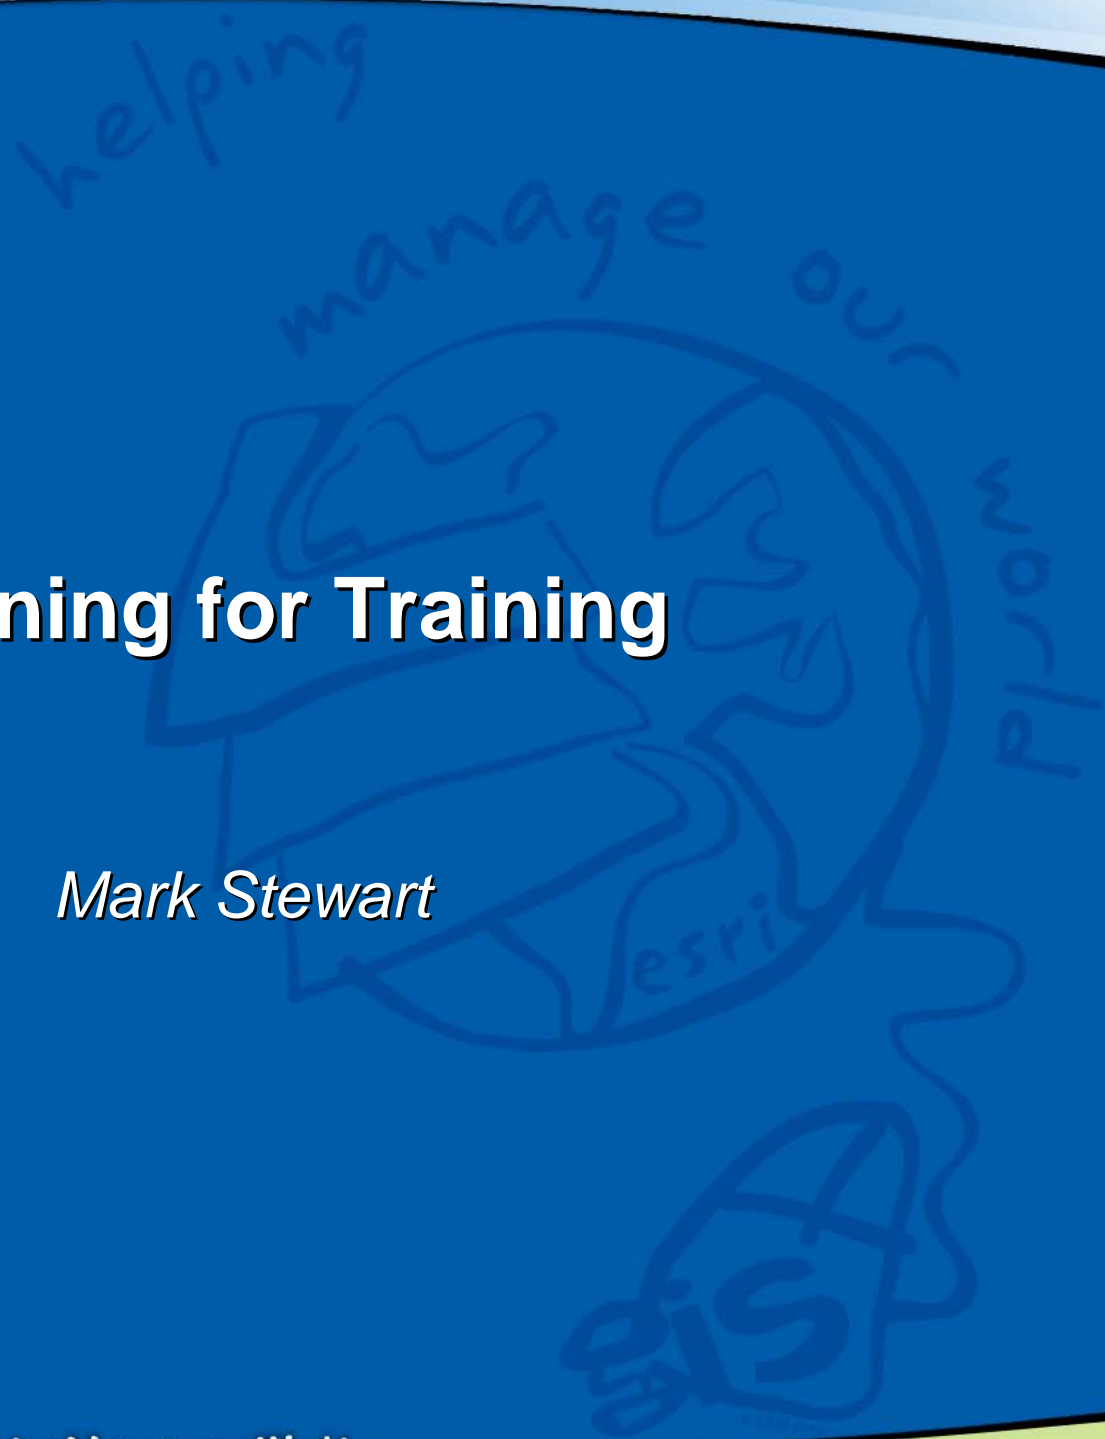 helping
manage our
world
ning for Training
Mark Stewart
esri
gis